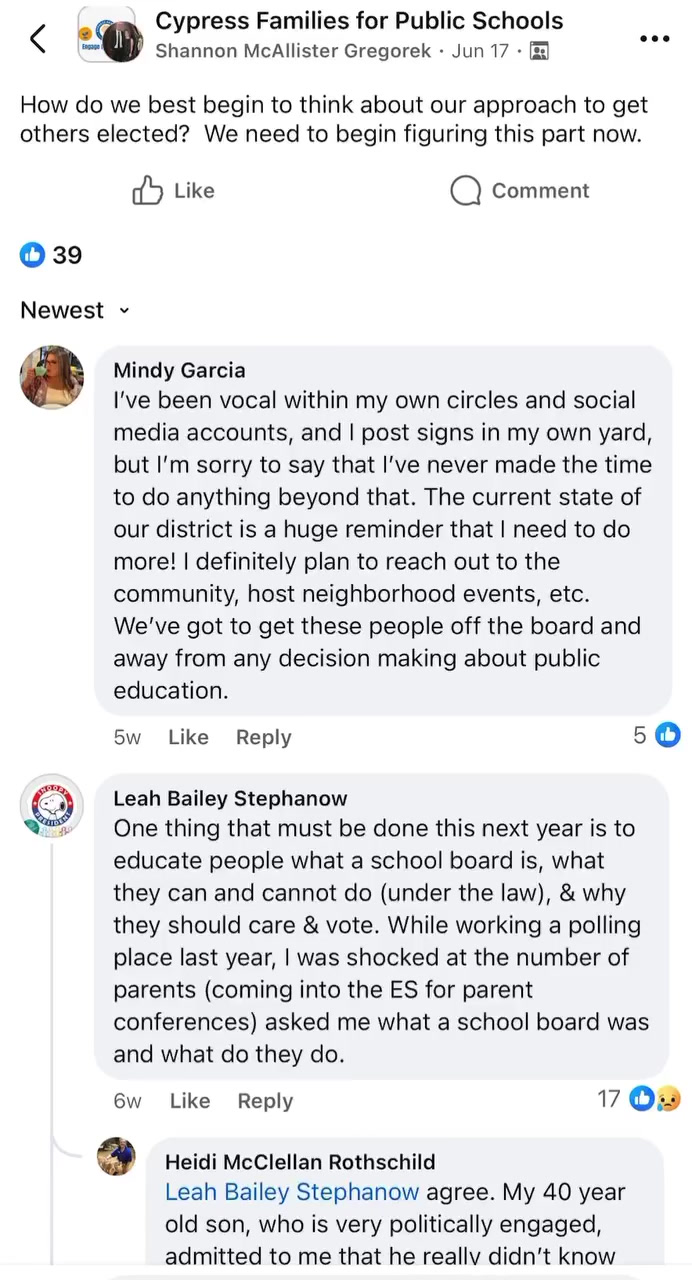 Cypress Families for Public Schools
Engage
Shannon McAllister Gregorek · Jun 17 ·
How do we best begin to think about our approach to get
others elected?  We need to begin figuring this part now.
Like
Comment
39
Newest
Mindy Garcia
I've been vocal within my own circles and social
media accounts, and I post signs in my own yard,
but I'm sorry to say that I've never made the time
to do anything beyond that. The current state of
our district is a huge reminder that I need to do
more! I definitely plan to reach out to the
community, host neighborhood events, etc.
We've got to get these people off the board and
away from any decision making about public
education.
5w Like Reply 5
SNOOPY
PRESIDENT
Leah Bailey Stephanow
One thing that must be done this next year is to
educate people what a school board is, what
they can and cannot do (under the law), & why
they should care & vote. While working a polling
place last year, I was shocked at the number of
parents (coming into the ES for parent
conferences) asked me what a school board was
and what do they do.
6w Like Reply 17
Heidi McClellan Rothschild
Leah Bailey Stephanow agree. My 40 year
old son, who is very politically engaged,
admitted to me that he really didn't know